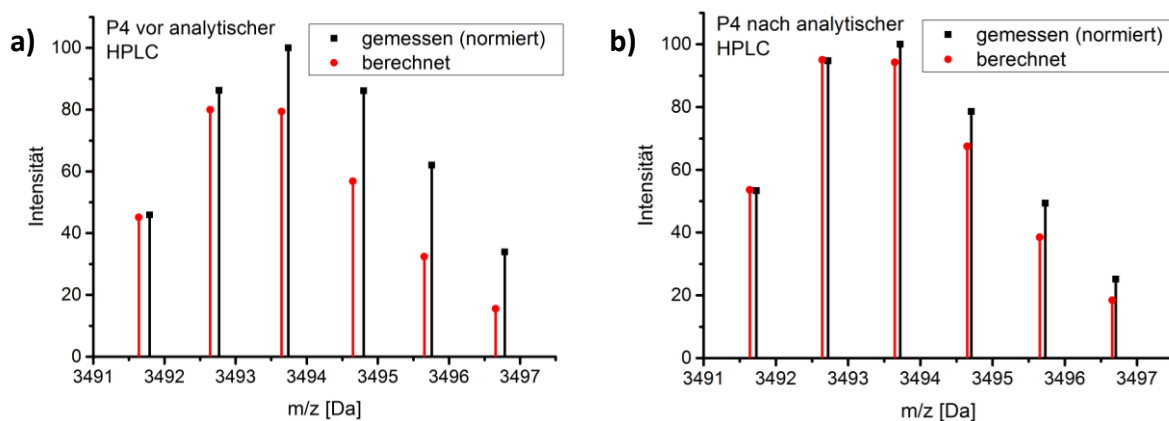 a)
P4 vor analytischer
HPLC
gemessen (normiert)
berechnet
Intensität
100
80
60
40
20
0
3491 3492 3493 3494 3495 3496 3497
m/z [Da]
b)
P4 nach analytischer
HPLC
gemessen (normiert)
berechnet
Intensität
100
80
60
40
20
0
3491 3492 3493 3494 3495 3496 3497
m/z [Da]